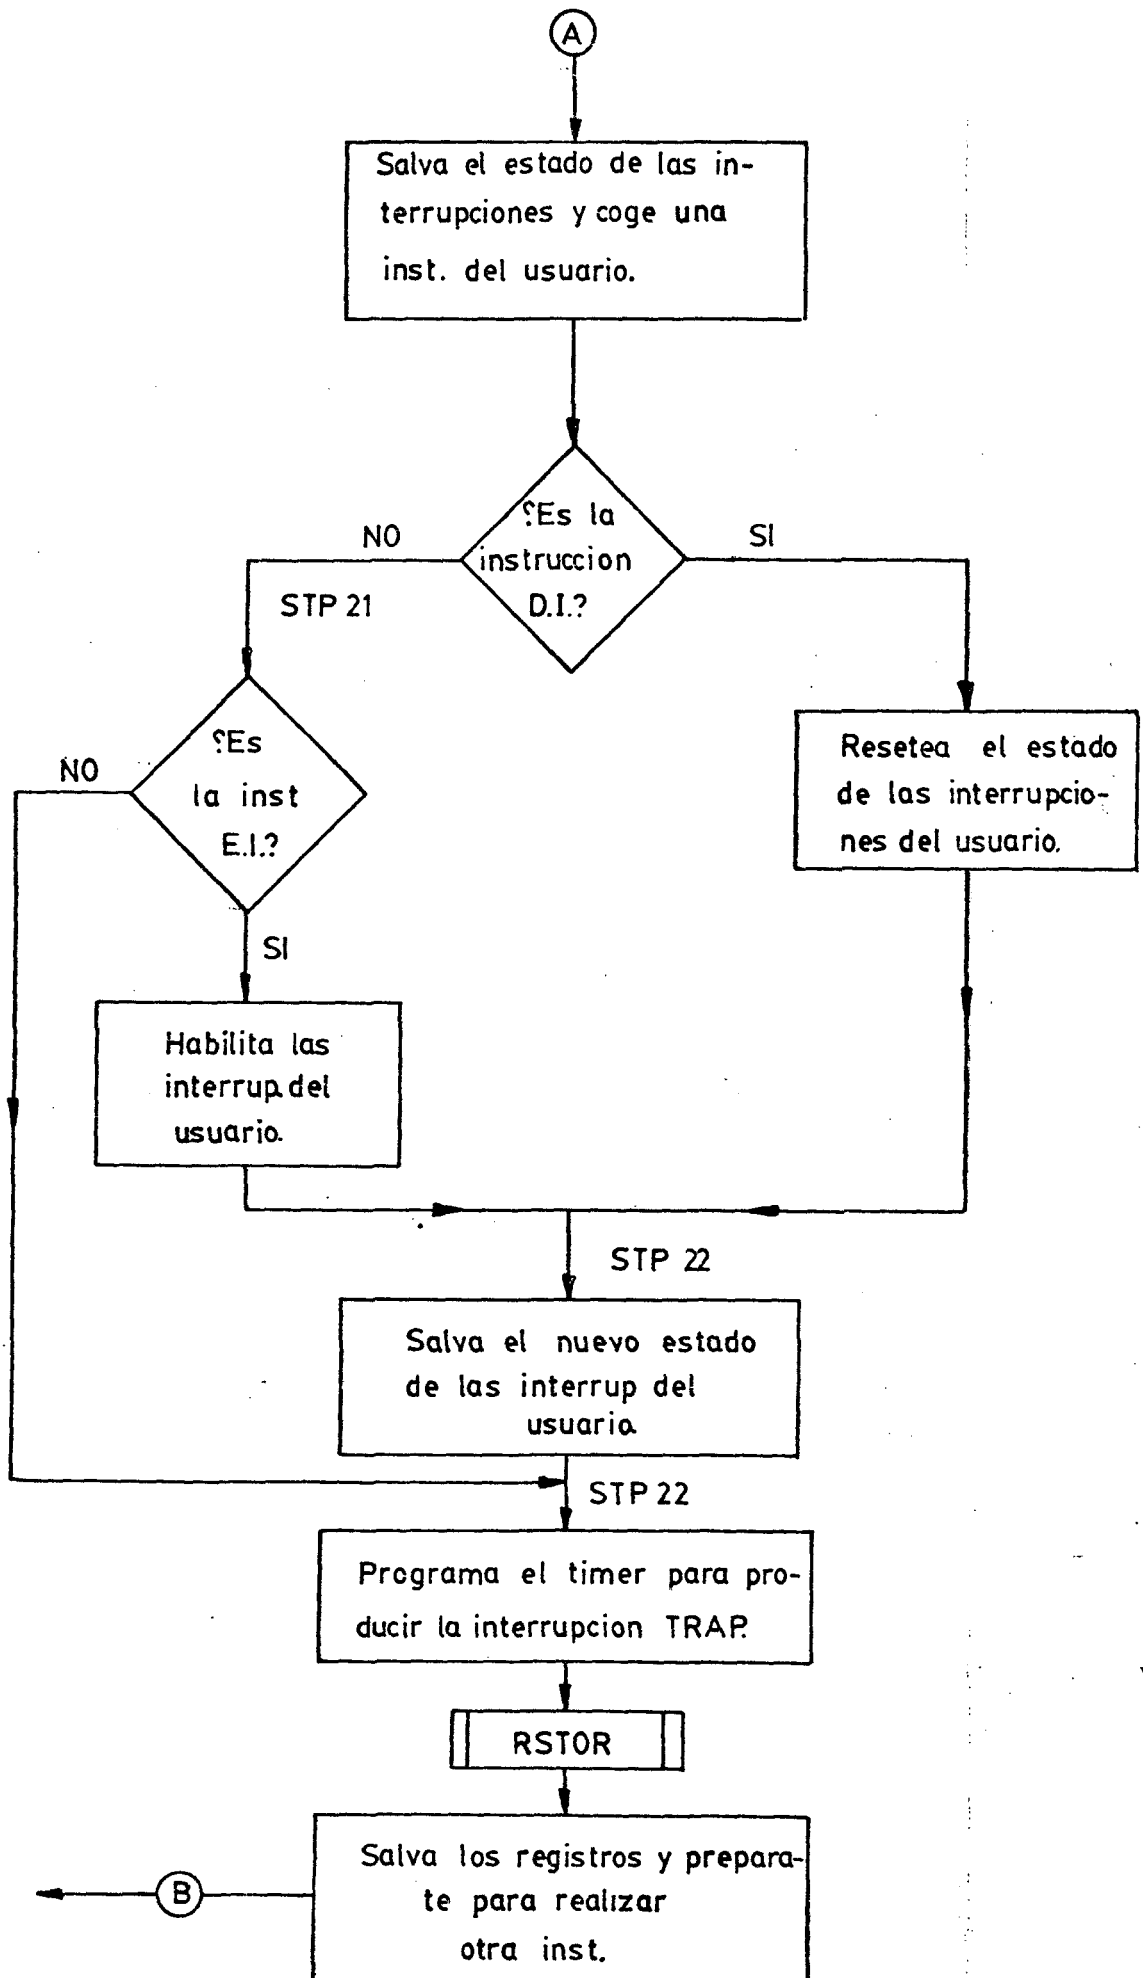 A
Salva el estado de las in-
terrupciones y coge una
inst. del usuario.
?Es la
instruccion
D.I.?
NO
SI
STP 21
?Es
la inst
E.I.?
NO
SI
Resetea el estado
de las interrupcio-
nes del usuario.
Habilita las
interrup. del
usuario.
STP 22
Salva el nuevo estado
de las interrup del
usuario.
STP 22
Programa el timer para pro-
ducir la interrupcion TRAP.
RSTOR
Salva los registros y prepara-
te para realizar
otra inst.
B